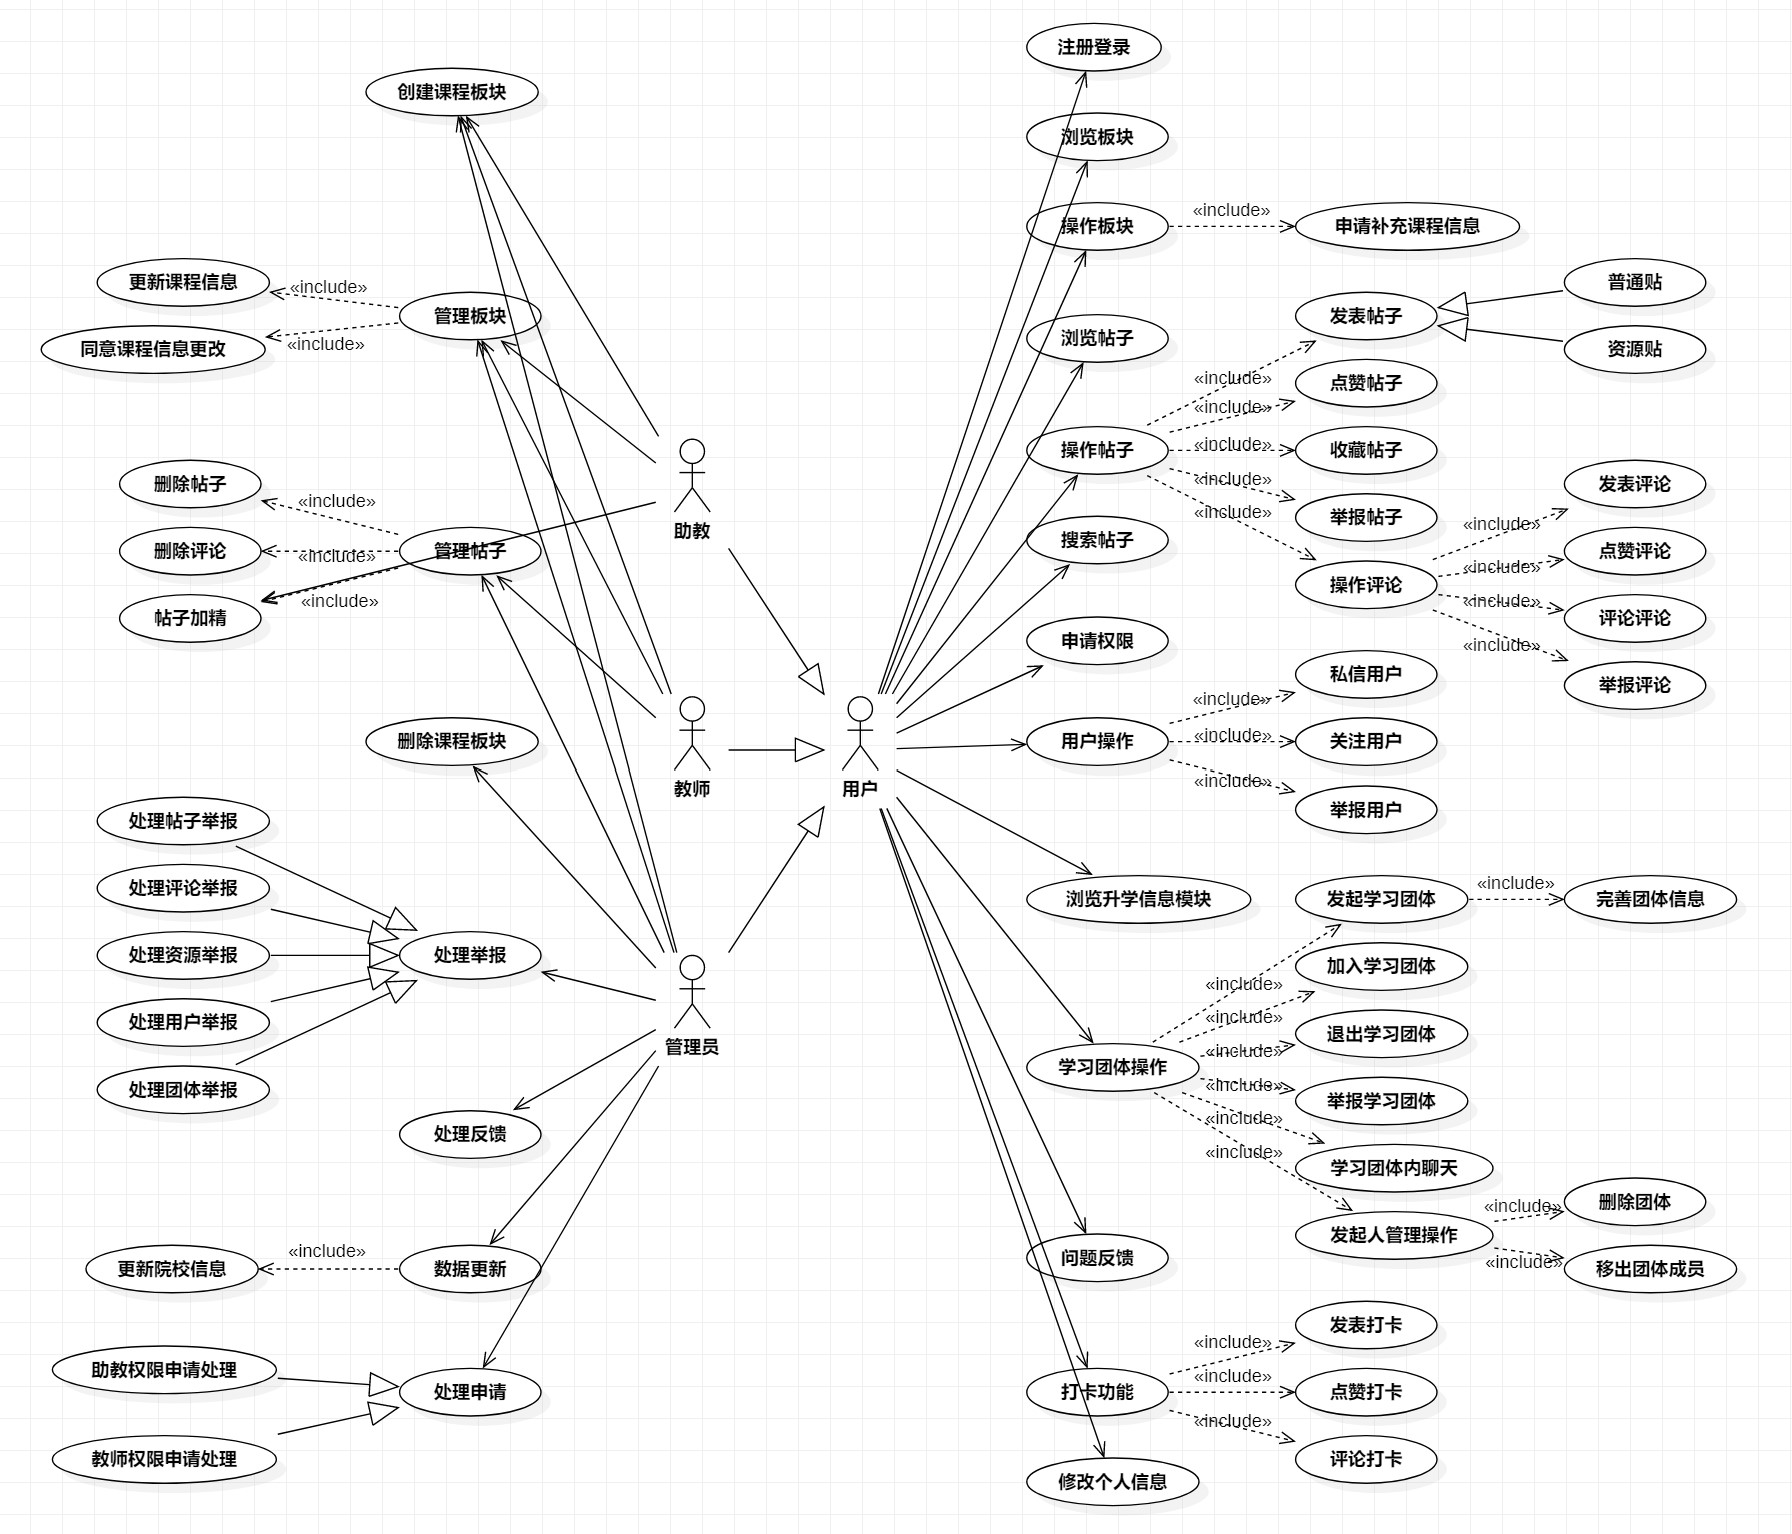 注册登录
创建课程板块
浏览板块
操作板块
«include»
申请补充课程信息
更新课程信息
«include»
管理板块
同意课程信息更改
«include»
浏览帖子
发表帖子
普通贴
资源贴
«include»
点赞帖子
«include»
操作帖子
«include»
收藏帖子
«include»
举报帖子
«include»
删除帖子
«include»
删除评论
«include»
管理帖子
帖子加精
«include»
助教
搜索帖子
操作评论
«include»
发表评论
«include»
点赞评论
«include»
评论评论
«include»
举报评论
申请权限
用户操作
«include»
私信用户
«include»
关注用户
«include»
举报用户
删除课程板块
教师
用户
处理帖子举报
处理评论举报
处理资源举报
处理举报
处理用户举报
处理团体举报
管理员
浏览升学信息模块
发起学习团体
«include»
完善团体信息
«include»
加入学习团体
«include»
退出学习团体
学习团体操作
«include»
«include»
举报学习团体
«include»
学习团体内聊天
«include»
发起人管理操作
«include»
删除团体
«include»
移出团体成员
处理反馈
问题反馈
更新院校信息
«include»
数据更新
助教权限申请处理
处理申请
教师权限申请处理
打卡功能
«include»
发表打卡
«include»
点赞打卡
«include»
评论打卡
修改个人信息